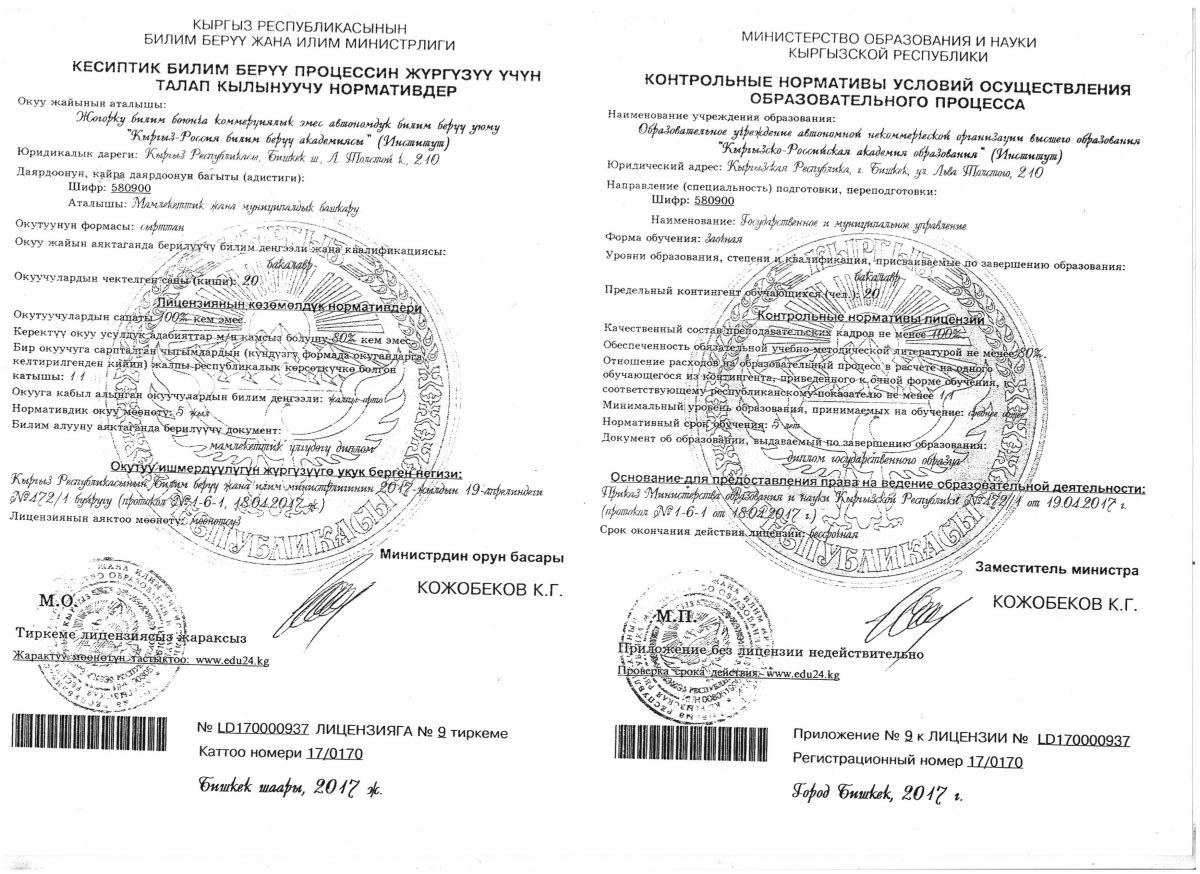 КЫРГЫЗ РЕСПУБЛИКАСЫНЫН
БИЛИМ БЕРҮҮ ЖАНА ИЛИМ МИНИСТРЛИГИ
КЕСИПТИК БИЛИМ БЕРҮҮ ПРОЦЕССИН ЖҮРГҮЗҮҮ ҮЧҮН
ТАЛАП КЫЛЫНУУЧУ НОРМАТИВДЕР
Окуу жайынын аталышы:
Жогорку билим боюнча коммерциялык эмес автономдук билим берүү уюму
"Кыргыз-Россия билим берүү академиясы" (Институт)
Юридикалык дареги: Кыргыз Республикасы, Бишкек ш., Л. Толстой к., 210
Даярдоонун, кайра даярдоонун багыты (адистиги):
Шифр: 580900
Аталышы: Мамлекеттик жана муниципалдык башкаруу
Окутуунун формасы: сырттан
Окуу жайын аяктаганда берилүүчү билим деңгээли жана квалификациясы:
бакалавр
Окуучулардын чектелген саны (киши): 20
Лицензиянын көзөмөлдүк нормативдери
Окутуучулардын сапаты 100% кем эмес.
Керектүү окуу усулдук адабияттар м/н камсыз болушу 80% кем эмес
Бир окуучуга сарпталган чыгымдардын (күндүзгү формада окугандарга
келтирилгенден кийин) жалпы республикалык көрсөткүчкө болгон
катышы: 1:1
Окууга кабыл алынган окуучулардын билим деңгээли: жалпы орто
Нормативдик окуу мөөнөтү: 5 жыл
Билим алууну аяктаганда берилүүчү документ:
мамлекеттик үлгүдөгү диплом
Окутуу ишмердүүлүгүн жүргүзүүгө укук берген негизи:
Кыргыз Республикасынын Билим берүү жана илим министрлигинин 2017-жылдын 19-апрелиндеги
№472/1 буйругу (протокол №1-6-1, 18.04.2017 ж.)
Лицензиянын аяктоо мөөнөтү: мөөнөтсүз
Министрдин орун басары
КОЖОБЕКОВ К.Г.
М.О.
Тиркеме лицензиясыз жараксыз
Жарактуу мөөнөтүн тастыктоо: www.edu24.kg
№ LD170000937 ЛИЦЕНЗИЯГА № 9 тиркеме
Каттоо номери 17/0170
Бишкек шаары, 2017 ж.
МИНИСТЕРСТВО ОБРАЗОВАНИЯ И НАУКИ
КЫРГЫЗСКОЙ РЕСПУБЛИКИ
КОНТРОЛЬНЫЕ НОРМАТИВЫ УСЛОВИЙ ОСУЩЕСТВЛЕНИЯ
ОБРАЗОВАТЕЛЬНОГО ПРОЦЕССА
Наименование учреждения образования:
Образовательное учреждение автономной некоммерческой организации высшего образования
"Кыргызско-Российская академия образования" (Институт)
Юридический адрес: Кыргызская Республика, г. Бишкек, ул. Льва Толстого, 210
Направление (специальность) подготовки, переподготовки:
Шифр: 580900
Наименование: Государственное и муниципальное управление
Форма обучения: Заочная
Уровни образования, степени и квалификация, присваиваемые по завершению образования:
бакалавр
Предельный контингент обучающихся (чел.): 20
Контрольные нормативы лицензии
Качественный состав преподавательских кадров не менее 100%.
Обеспеченность обязательной учебно-методической литературой не менее 80%.
Отношение расходов на образовательный процесс в расчете на одного
обучающегося из контингента, приведенного к очной форме обучения, к
соответствующему республиканскому показателю не менее 1,1
Минимальный уровень образования, принимаемых на обучение: среднее общее
Нормативный срок обучения: 5 лет
Документ об образовании, выдаваемый по завершению образования:
диплом государственного образца
Основание для предоставления права на ведение образовательной деятельности:
Приказ Министерства образования и науки Кыргызской Республики №472/1 от 19.04.2017 г.
(протокол №1-6-1 от 18.04.2017 г.)
Срок окончания действия лицензии: бессрочная
Заместитель министра
КОЖОБЕКОВ К.Г.
М.П.
Приложение без лицензии недействительно
Проверка срока действия: www.edu24.kg
Приложение № 9 к ЛИЦЕНЗИИ № LD170000937
Регистрационный номер 17/0170
Город Бишкек, 2017 г.